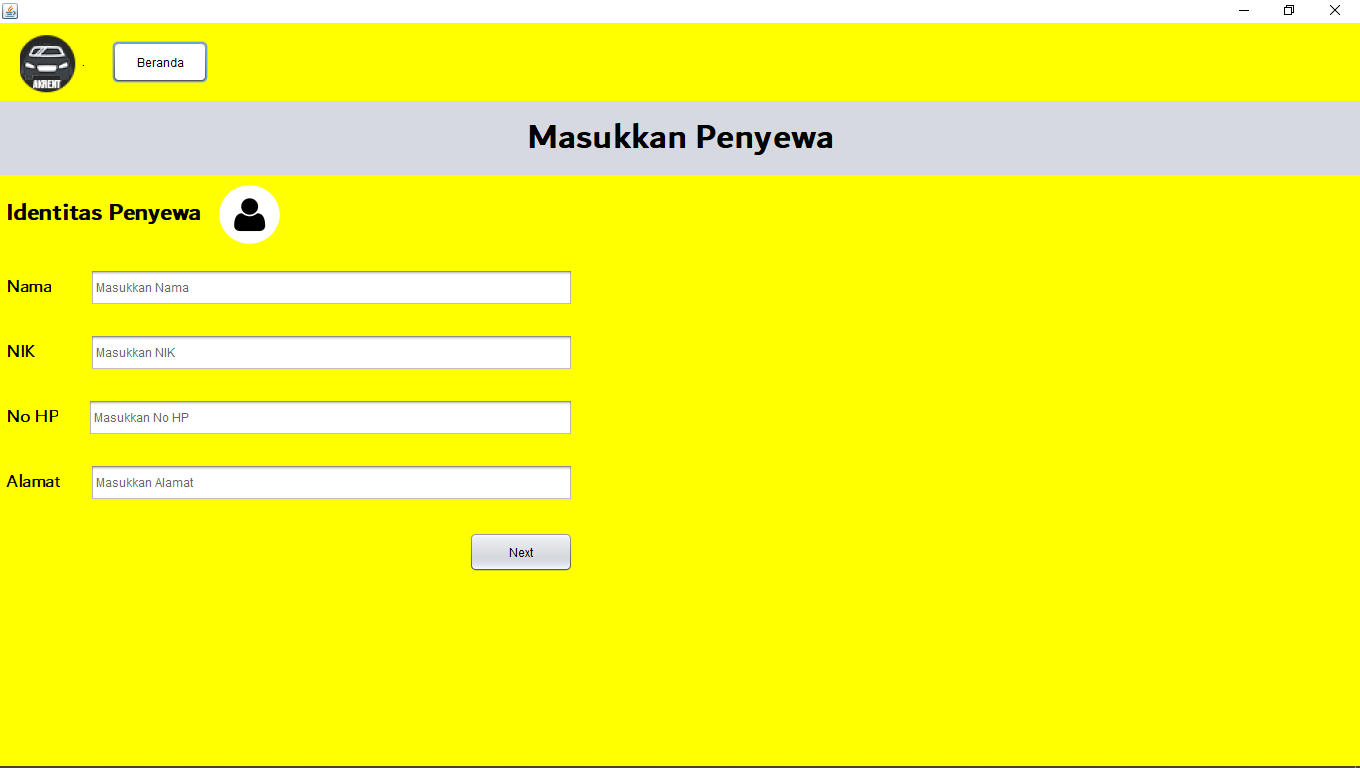 AKRENT
Beranda
Masukkan Penyewa
Identitas Penyewa
Nama
Masukkan Nama
NIK
Masukkan NIK
No HP
Masukkan No HP
Alamat
Masukkan Alamat
Next